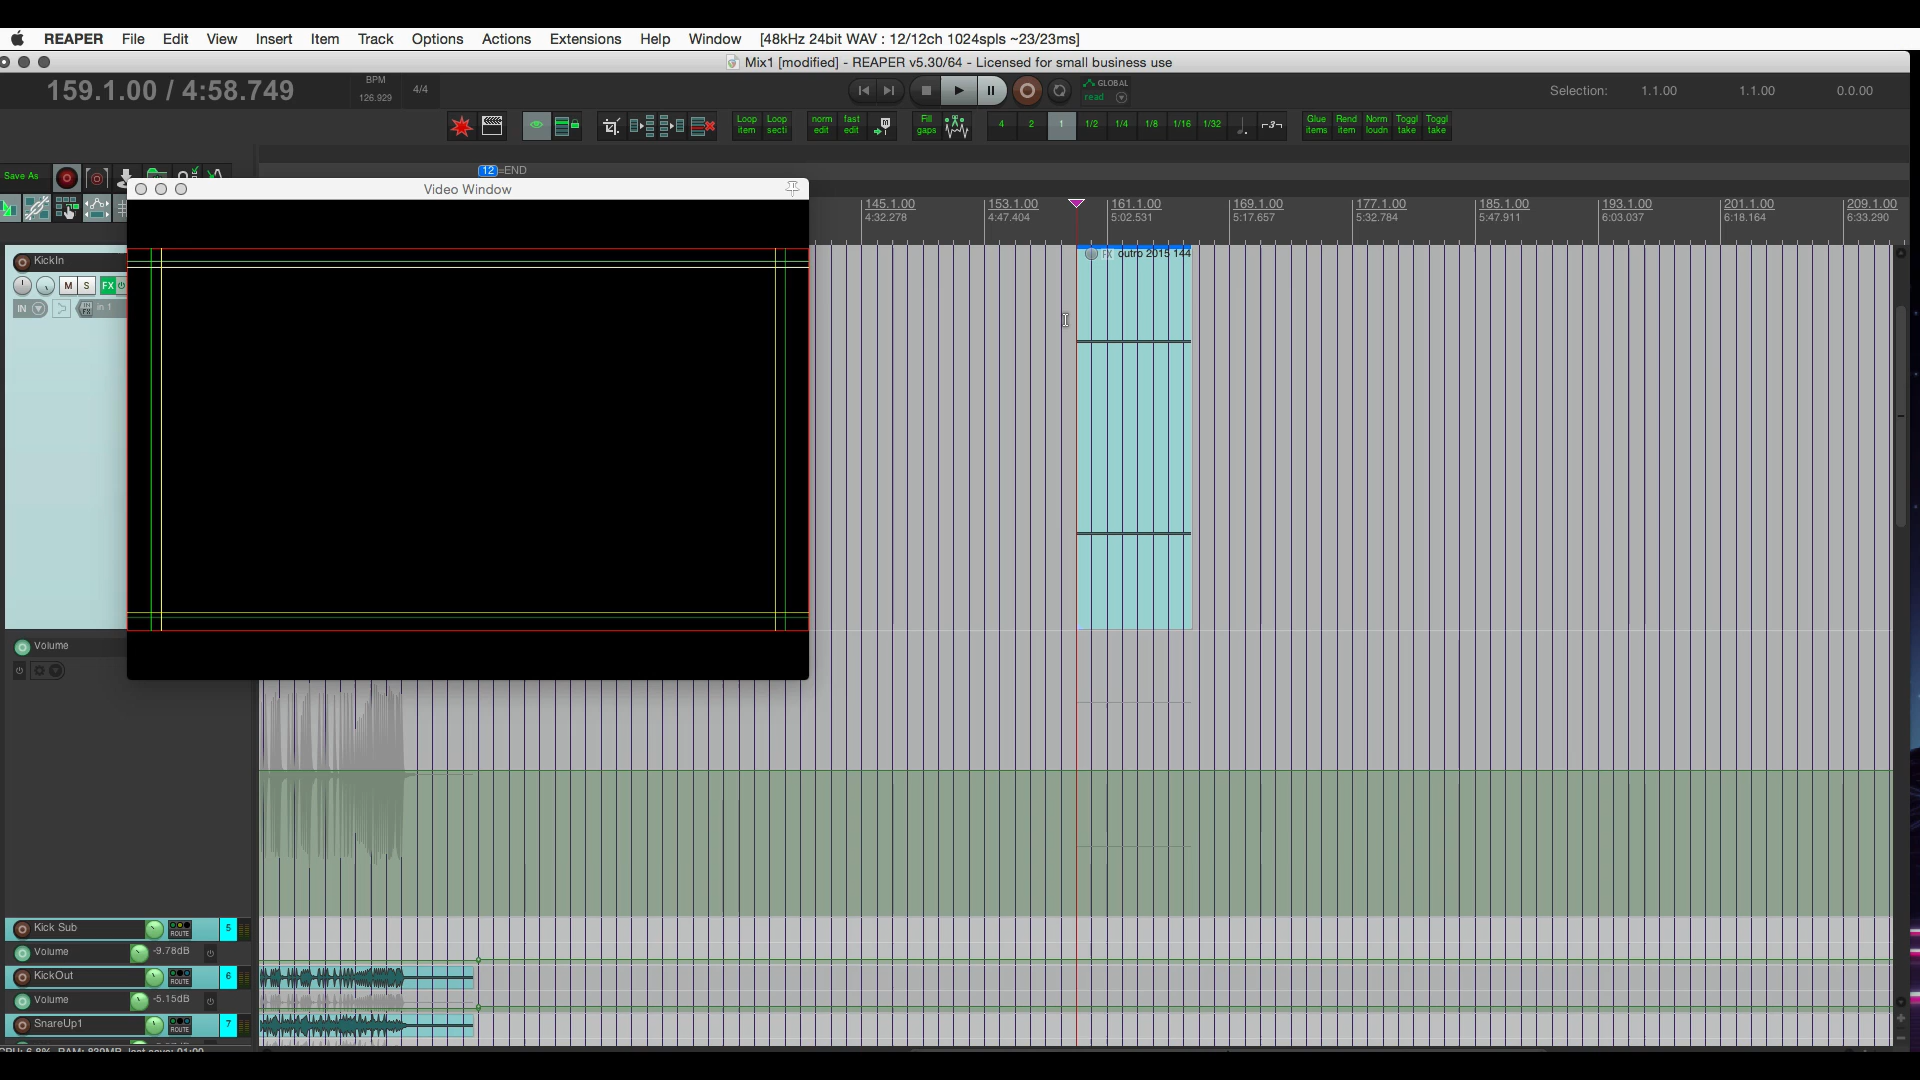 REAPER File Edit View Insert Item Track Options Actions Extensions Help Window [48kHz 24bit WAV : 12/12ch 1024spls ~23/23ms]
Mix1 [modified] - REAPER v5.30/64 - Licensed for small business use
159.1.00 / 4:58.749
BPM
126.929
4/4
GLOBAL
read
Selection: 1.1.00 1.1.00 0.0.00
Loop item
Loop secti
norm edit
fast edit
Fill gaps
4 2 1 1/2 1/4 1/8 1/16 1/32
3
Glue items
Rend item
Norm loudn
Toggl take
Toggl take
Save As
12 =END
Video Window
145.1.00 153.1.00 161.1.00 169.1.00 177.1.00 185.1.00 193.1.00 201.1.00 209.1.00
4:32.278 4:47.404 5:02.531 5:17.657 5:32.784 5:47.911 6:03.037 6:18.164 6:33.290
KickIn
FX outro 2015 144
M S FX
IN
IN FX in 1
Volume
Kick Sub ROUTE 5
Volume -9.78dB
KickOut ROUTE 6
Volume -5.15dB
SnareUp1 ROUTE 7